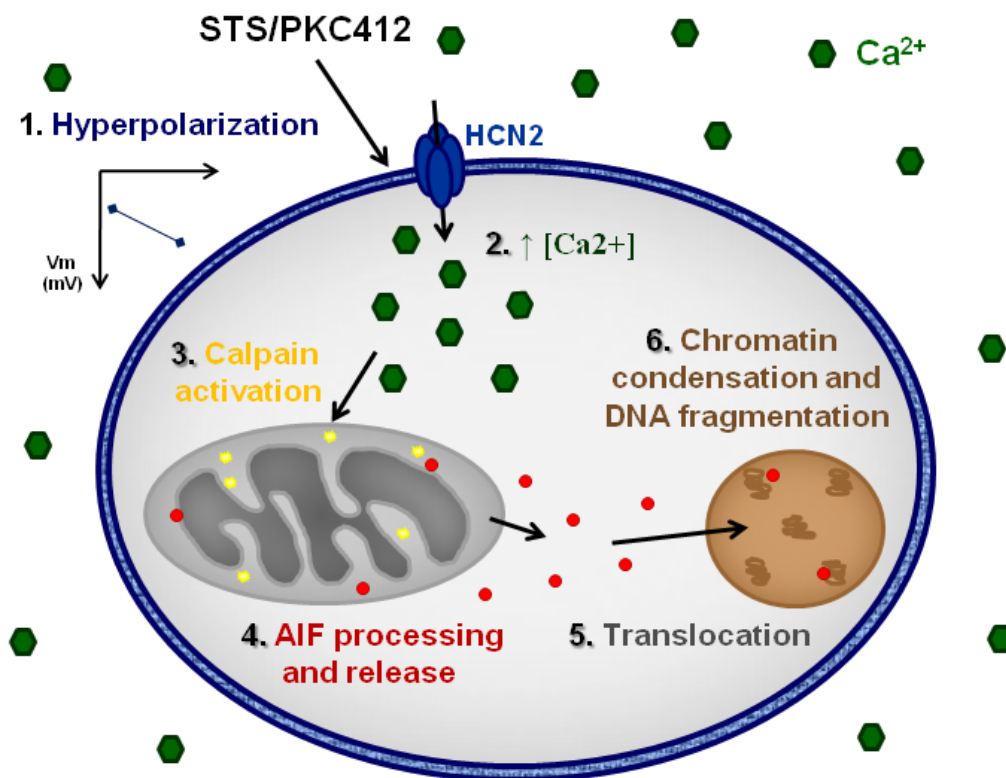 STS/PKC412
Ca²⁺
1. Hyperpolarization
HCN2
Vm
(mV)
2. ↑ [Ca2+]
3. Calpain
activation
6. Chromatin
condensation and
DNA fragmentation
4. AIF processing
and release
5. Translocation